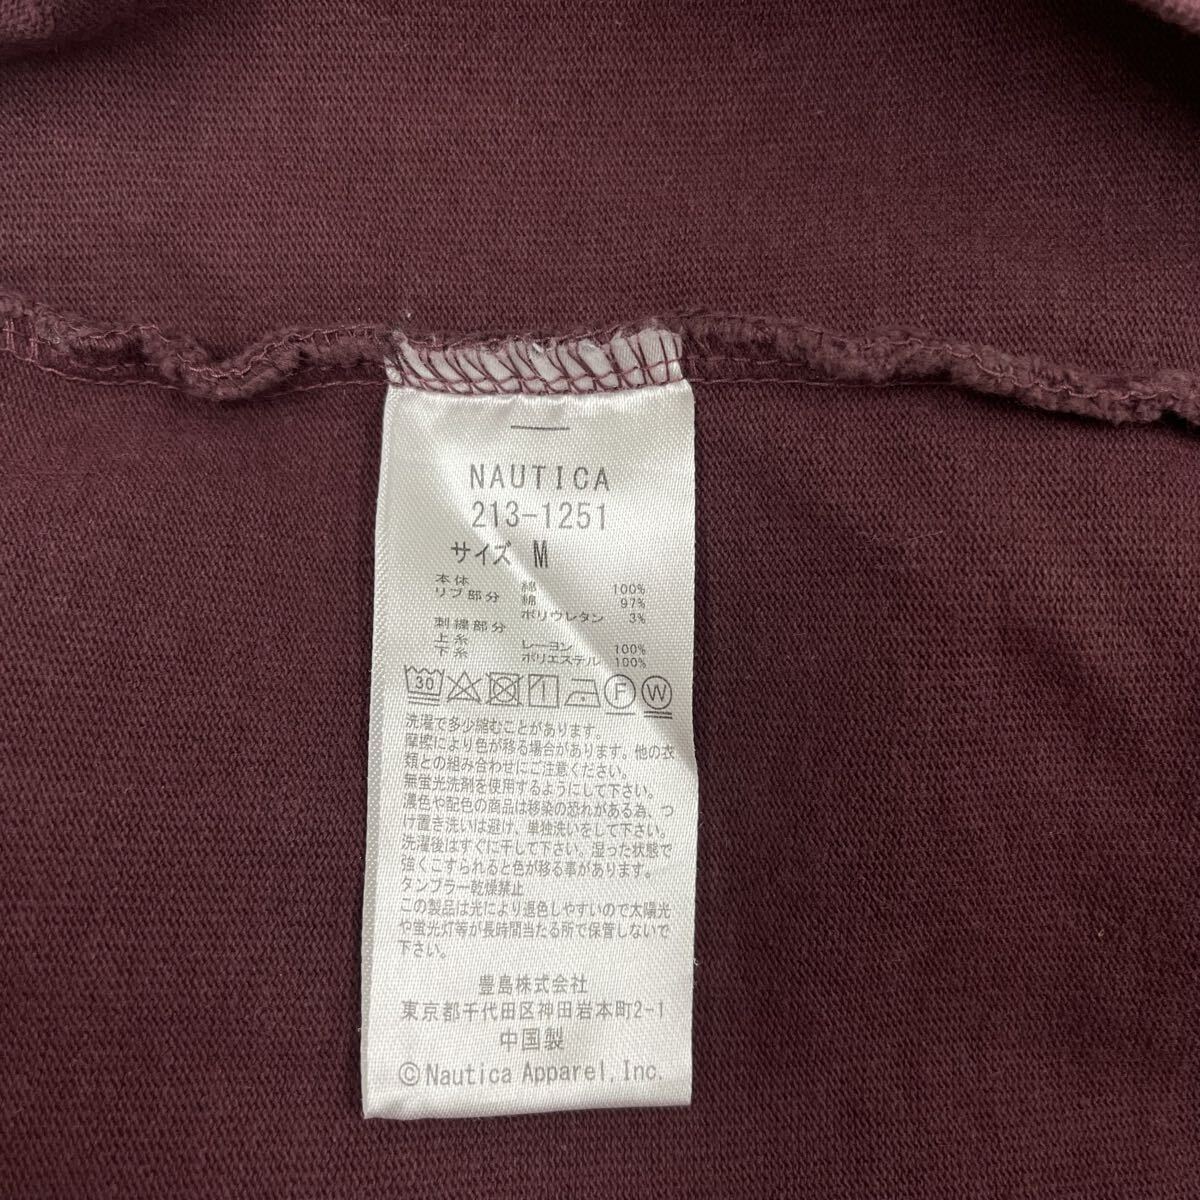 NAUTICA
213-1251
サイズ M
本体 綿 100%
リブ部分 綿 97%
ポリウレタン 3%
刺繍部分
上糸 レーヨン 100%
下糸 ポリエステル 100%
30 F W
洗濯で多少縮むことがあります。
摩擦により色が移る場合があります。他の衣
類との組み合わせにご注意ください。
無蛍光洗剤を使用するようにして下さい。
濃色や配色の商品は移染の恐れがある為、つ
け置き洗いは避け、単独洗いをして下さい。
洗濯後はすぐに干して下さい。湿った状態で
強くこすられると色が移る事があります。
タンブラー乾燥禁止
この製品は光により退色しやすいので太陽光
や蛍光灯等が長時間当たる所で保管しないで
下さい。
豊島株式会社
東京都千代田区神田岩本町2-1
中国製
©Nautica Apparel, Inc.